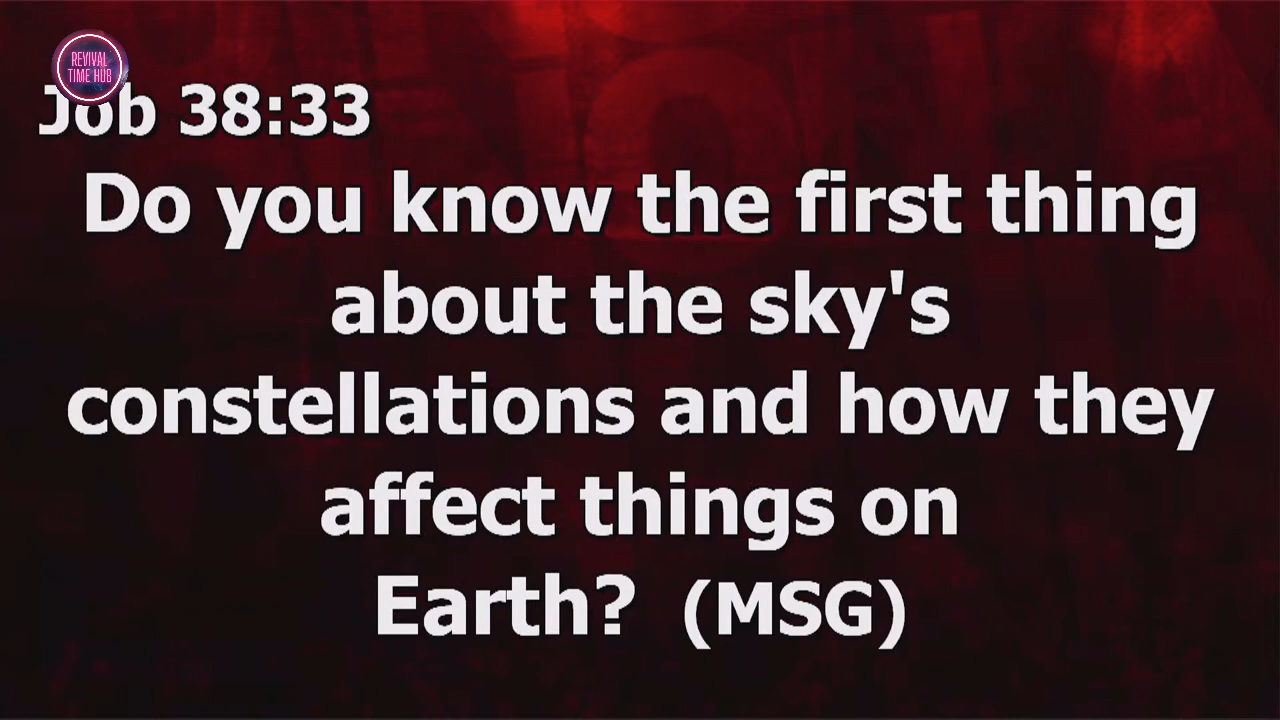 REVIVAL
TIME HUB
Job 38:33
Do you know the first thing
about the sky's
constellations and how they
affect things on
Earth? (MSG)